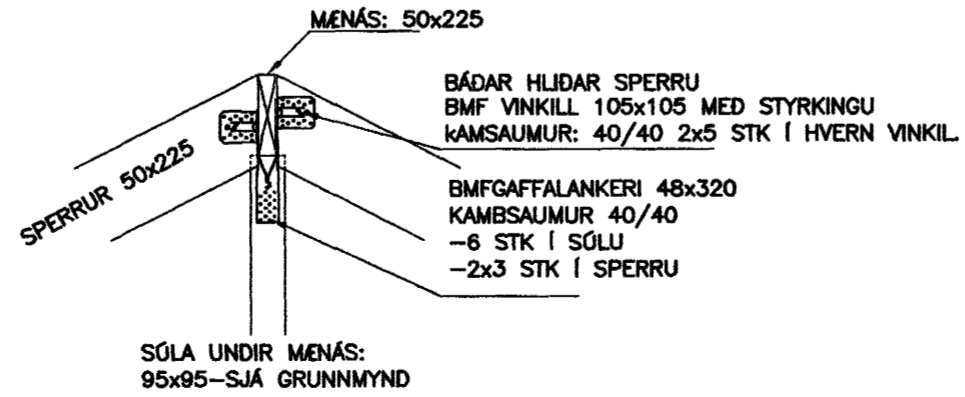 MÆNÁS: 50x225
BÁÐAR HLIÐAR SPERRU
BMF VINKILL 105x105 MEÐ STYRKINGU
kAMSAUMUR: 40/40 2x5 STK Í HVERN VINKIL.
SPERRUR 50x225
BMFGAFFALANKERI 48x320
KAMBSAUMUR 40/40
-6 STK Í SÚLU
-2x3 STK Í SPERRU
SÚLA UNDIR MÆNÁS:
95x95-SJÁ GRUNNMYND